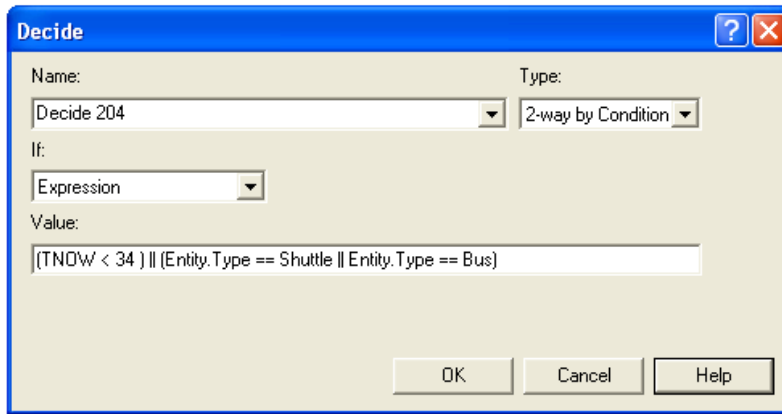 Decide
Name: Type:
Decide 204 2-way by Condition
If:
Expression
Value:
(TNOW < 34 ) || (Entity.Type == Shuttle || Entity.Type == Bus)
OK Cancel Help